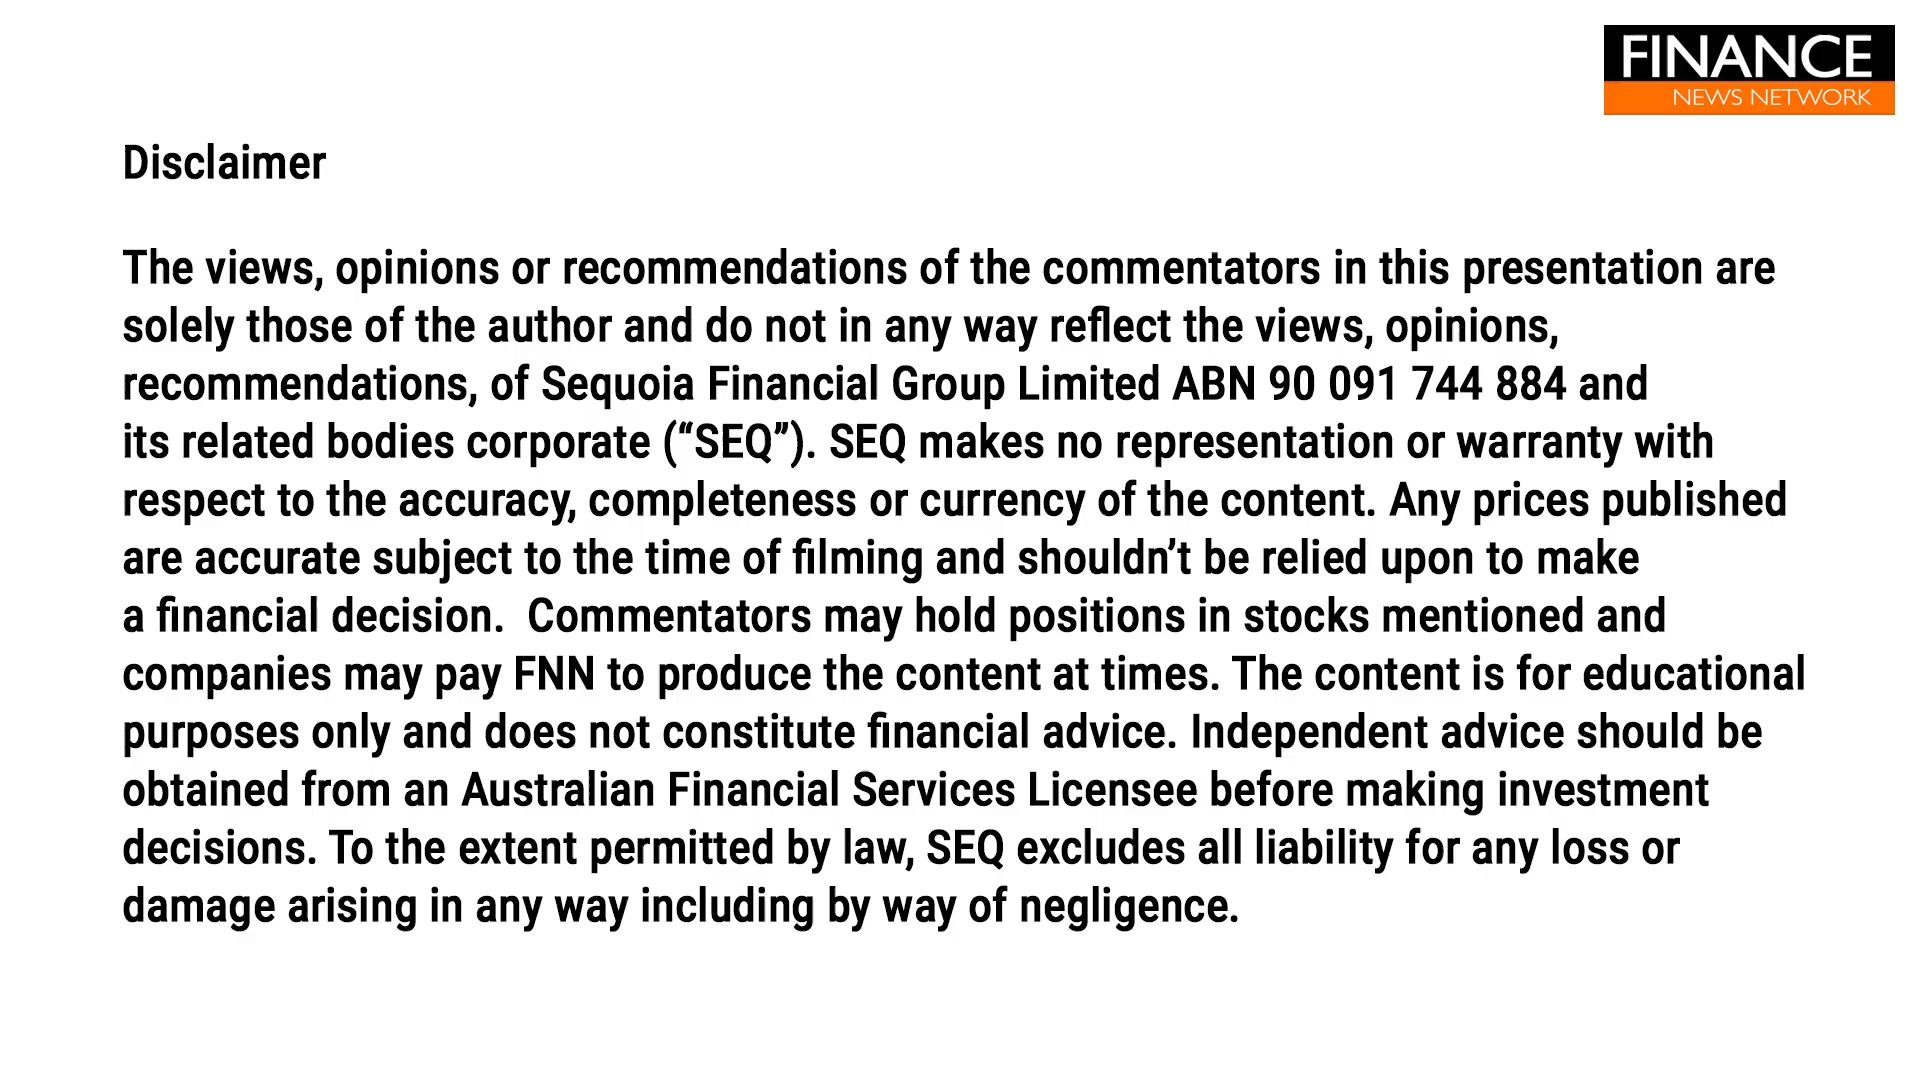 FINANCE
NEWS NETWORK
Disclaimer
The views, opinions or recommendations of the commentators in this presentation are
solely those of the author and do not in any way reflect the views, opinions,
recommendations, of Sequoia Financial Group Limited ABN 90 091 744 884 and
its related bodies corporate (“SEQ”). SEQ makes no representation or warranty with
respect to the accuracy, completeness or currency of the content. Any prices published
are accurate subject to the time of filming and shouldn’t be relied upon to make
a financial decision.  Commentators may hold positions in stocks mentioned and
companies may pay FNN to produce the content at times. The content is for educational
purposes only and does not constitute financial advice. Independent advice should be
obtained from an Australian Financial Services Licensee before making investment
decisions. To the extent permitted by law, SEQ excludes all liability for any loss or
damage arising in any way including by way of negligence.